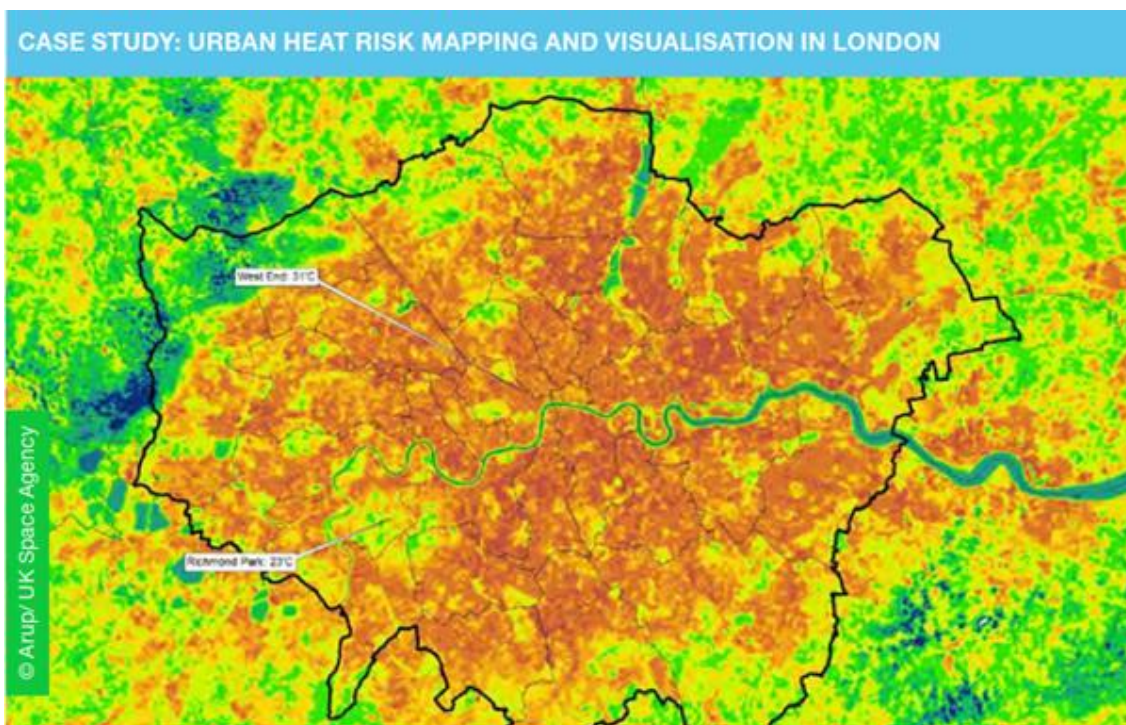 CASE STUDY: URBAN HEAT RISK MAPPING AND VISUALISATION IN LONDON
West End: 31°C
Richmond Park: 23°C
© Arup/ UK Space Agency